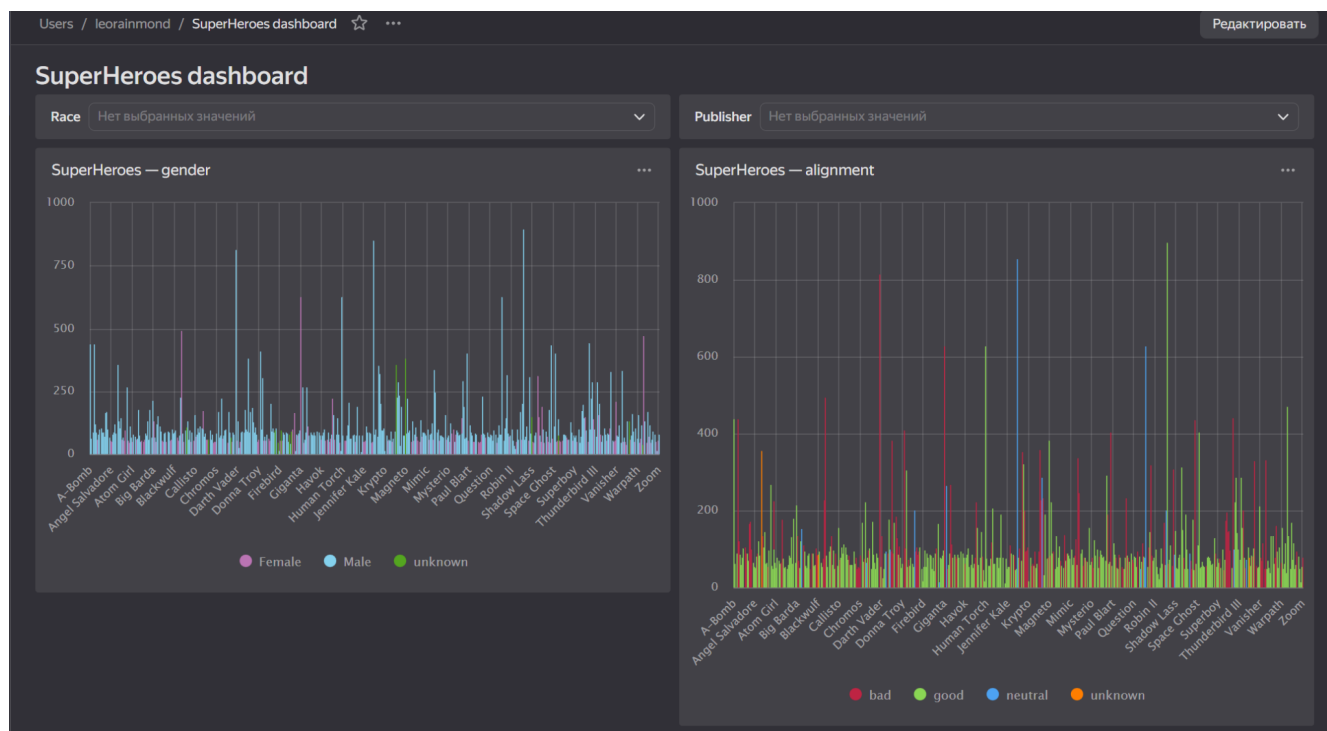 Users / leorainmond / SuperHeroes dashboard
Редактировать
SuperHeroes dashboard
Race Нет выбранных значений
Publisher Нет выбранных значений
SuperHeroes — gender
1000
750
500
250
0
A-Bomb
Angel Salvadore
Atom Girl
Big Barda
Blackwulf
Callisto
Chromos
Darth Vader
Donna Troy
Firebird
Giganta
Havok
Human Torch
Jennifer Kale
Krypto
Magneto
Mimic
Mysterio
Paul Blart
Question
Robin II
Shadow Lass
Space Ghost
Superboy
Thunderbird III
Vanisher
Warpath
Zoom
Female Male unknown
SuperHeroes — alignment
1000
800
600
400
200
0
A-Bomb
Angel Salvadore
Atom Girl
Big Barda
Blackwulf
Callisto
Chromos
Darth Vader
Donna Troy
Firebird
Giganta
Havok
Human Torch
Jennifer Kale
Krypto
Magneto
Mimic
Mysterio
Paul Blart
Question
Robin II
Shadow Lass
Space Ghost
Superboy
Thunderbird III
Vanisher
Warpath
Zoom
bad good neutral unknown